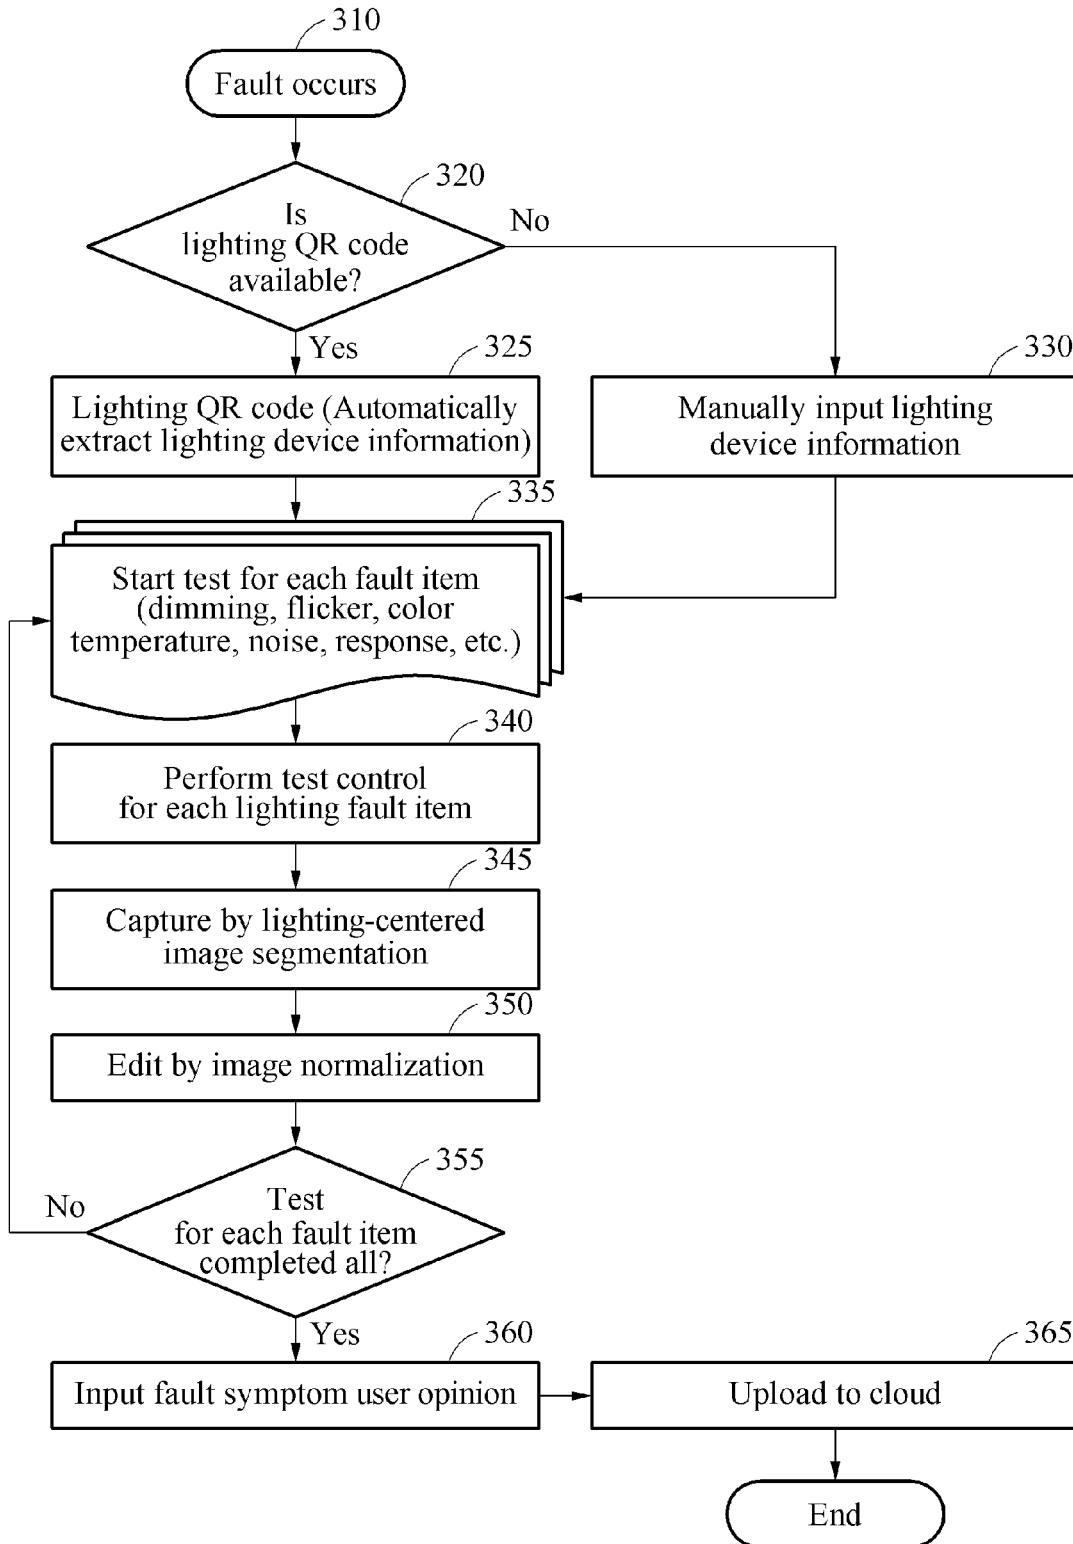 310
Fault occurs
320
Is
lighting QR code
available?
No
Yes
325
Lighting QR code (Automatically
extract lighting device information)
330
Manually input lighting
device information
335
Start test for each fault item
(dimming, flicker, color
temperature, noise, response, etc.)
340
Perform test control
for each lighting fault item
345
Capture by lighting-centered
image segmentation
350
Edit by image normalization
355
Test
for each fault item
completed all?
No
Yes
360
Input fault symptom user opinion
365
Upload to cloud
End